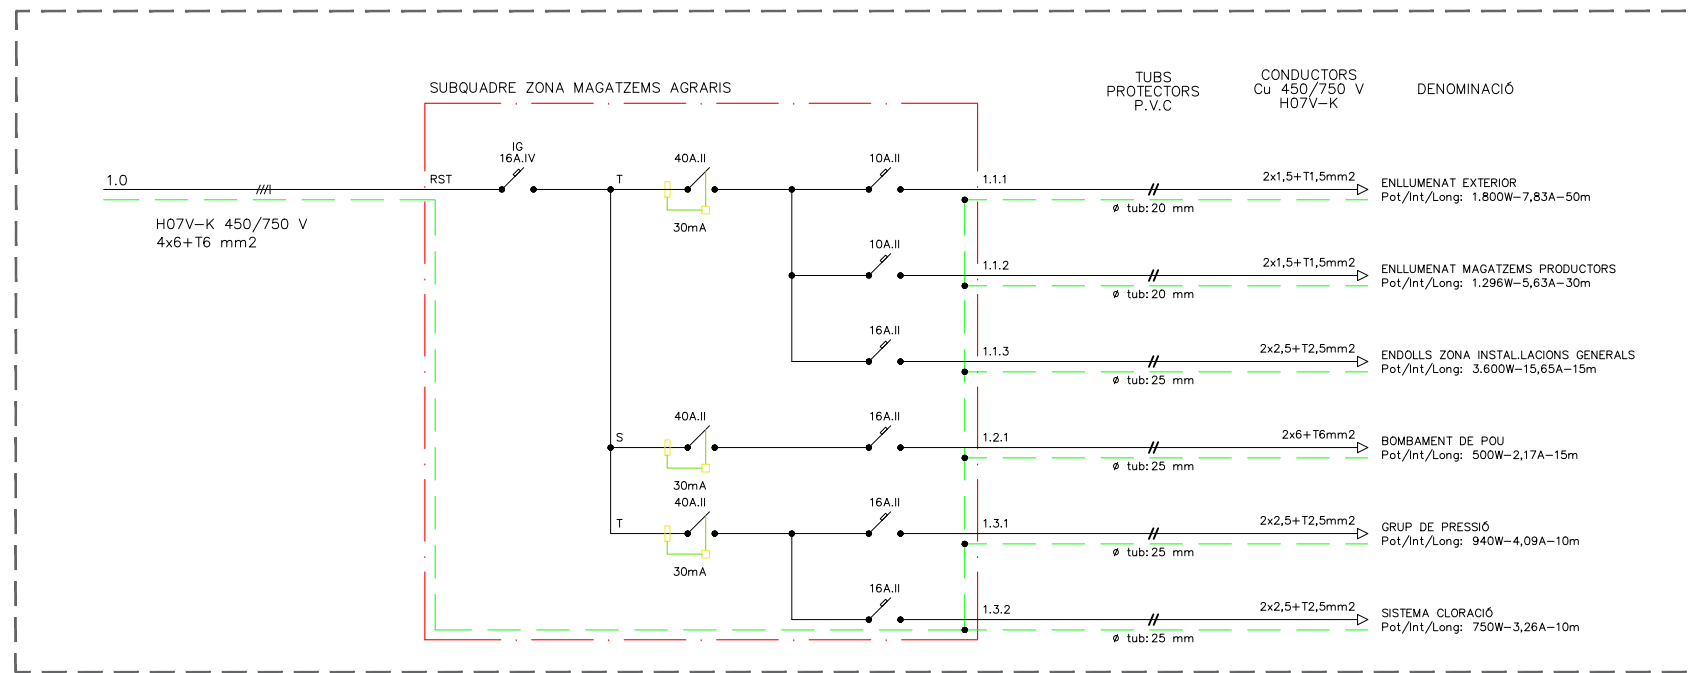 SUBQUADRE ZONA MAGATZEMS AGRARIS
TUBS
PROTECTORS
P.V.C
CONDUCTORS
Cu 450/750 V
H07V-K
DENOMINACIÓ
1.0
H07V-K 450/750 V
4x6+T6 mm2
RST
IG
16A.IV
T
40A.II
30mA
10A.II
1.1.1
ø tub: 20 mm
2x1,5+T1,5mm2
ENLLUMENAT EXTERIOR
Pot/Int/Long: 1.800W-7,83A-50m
10A.II
1.1.2
ø tub: 20 mm
2x1,5+T1,5mm2
ENLLUMENAT MAGATZEMS PRODUCTORS
Pot/Int/Long: 1.296W-5,63A-30m
16A.II
1.1.3
ø tub: 25 mm
2x2,5+T2,5mm2
ENDOLLS ZONA INSTAL.LACIONS GENERALS
Pot/Int/Long: 3.600W-15,65A-15m
S
40A.II
30mA
16A.II
1.2.1
ø tub: 25 mm
2x6+T6mm2
BOMBAMENT DE POU
Pot/Int/Long: 500W-2,17A-15m
T
40A.II
30mA
16A.II
1.3.1
ø tub: 25 mm
2x2,5+T2,5mm2
GRUP DE PRESSIÓ
Pot/Int/Long: 940W-4,09A-10m
16A.II
1.3.2
ø tub: 25 mm
2x2,5+T2,5mm2
SISTEMA CLORACIÓ
Pot/Int/Long: 750W-3,26A-10m